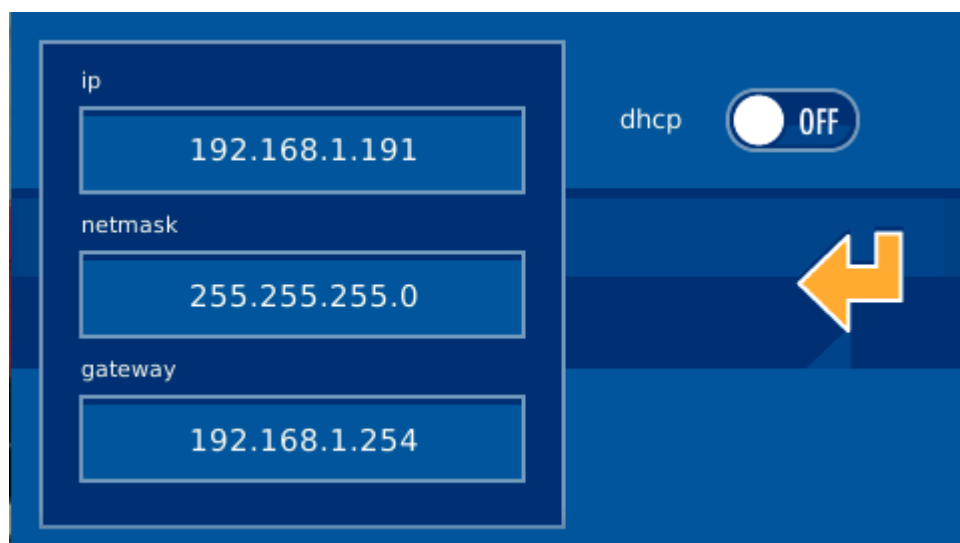 ip
192.168.1.191
dhcp
OFF
netmask
255.255.255.0
gateway
192.168.1.254